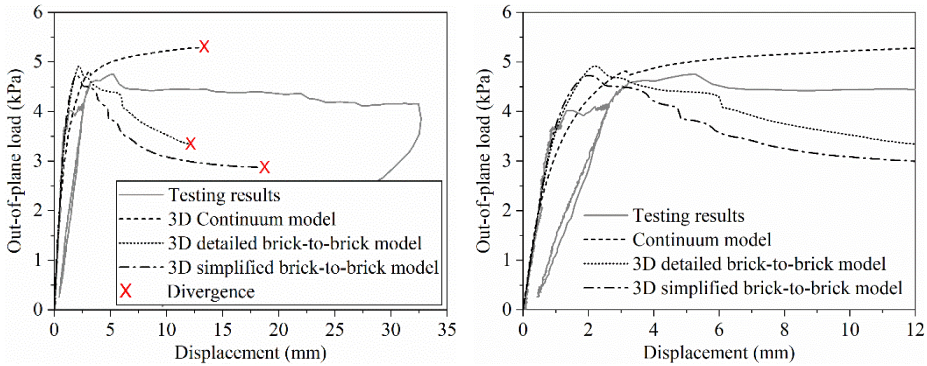 6
5
4
3
2
1
0
Out-of-plane load (kPa)
X
X
X
Testing results
3D Continuum model
3D detailed brick-to-brick model
3D simplified brick-to-brick model
X Divergence
0 5 10 15 20 25 30 35
Displacement (mm)
6
5
4
3
2
1
0
Out-of-plane load (kPa)
Testing results
Continuum model
3D detailed brick-to-brick model
3D simplified brick-to-brick model
0 2 4 6 8 10 12
Displacement (mm)